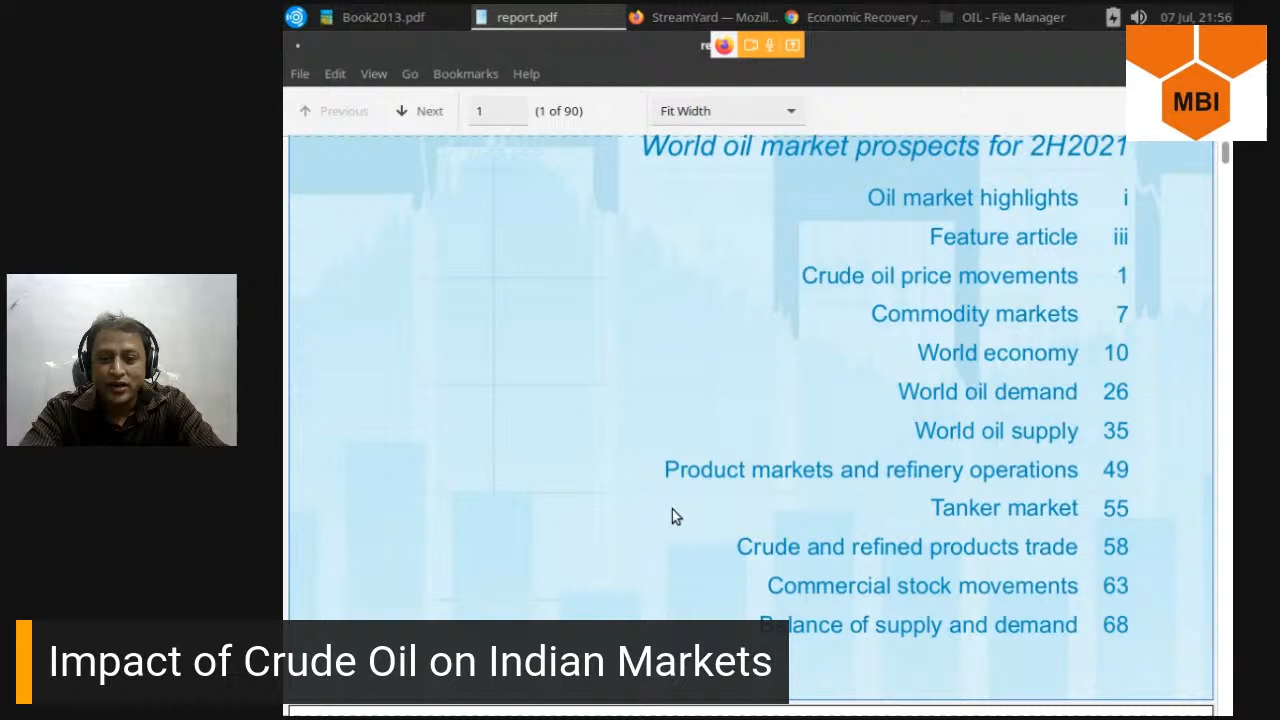 Book2013.pdf
report.pdf
StreamYard — Mozill...
Economic Recovery ...
OIL - File Manager
07 Jul, 21:56
re
File Edit View Go Bookmarks Help
Previous Next 1 (1 of 90) Fit Width
MBI
World oil market prospects for 2H2021
Oil market highlights i
Feature article iii
Crude oil price movements 1
Commodity markets 7
World economy 10
World oil demand 26
World oil supply 35
Product markets and refinery operations 49
Tanker market 55
Crude and refined products trade 58
Commercial stock movements 63
Balance of supply and demand 68
Impact of Crude Oil on Indian Markets